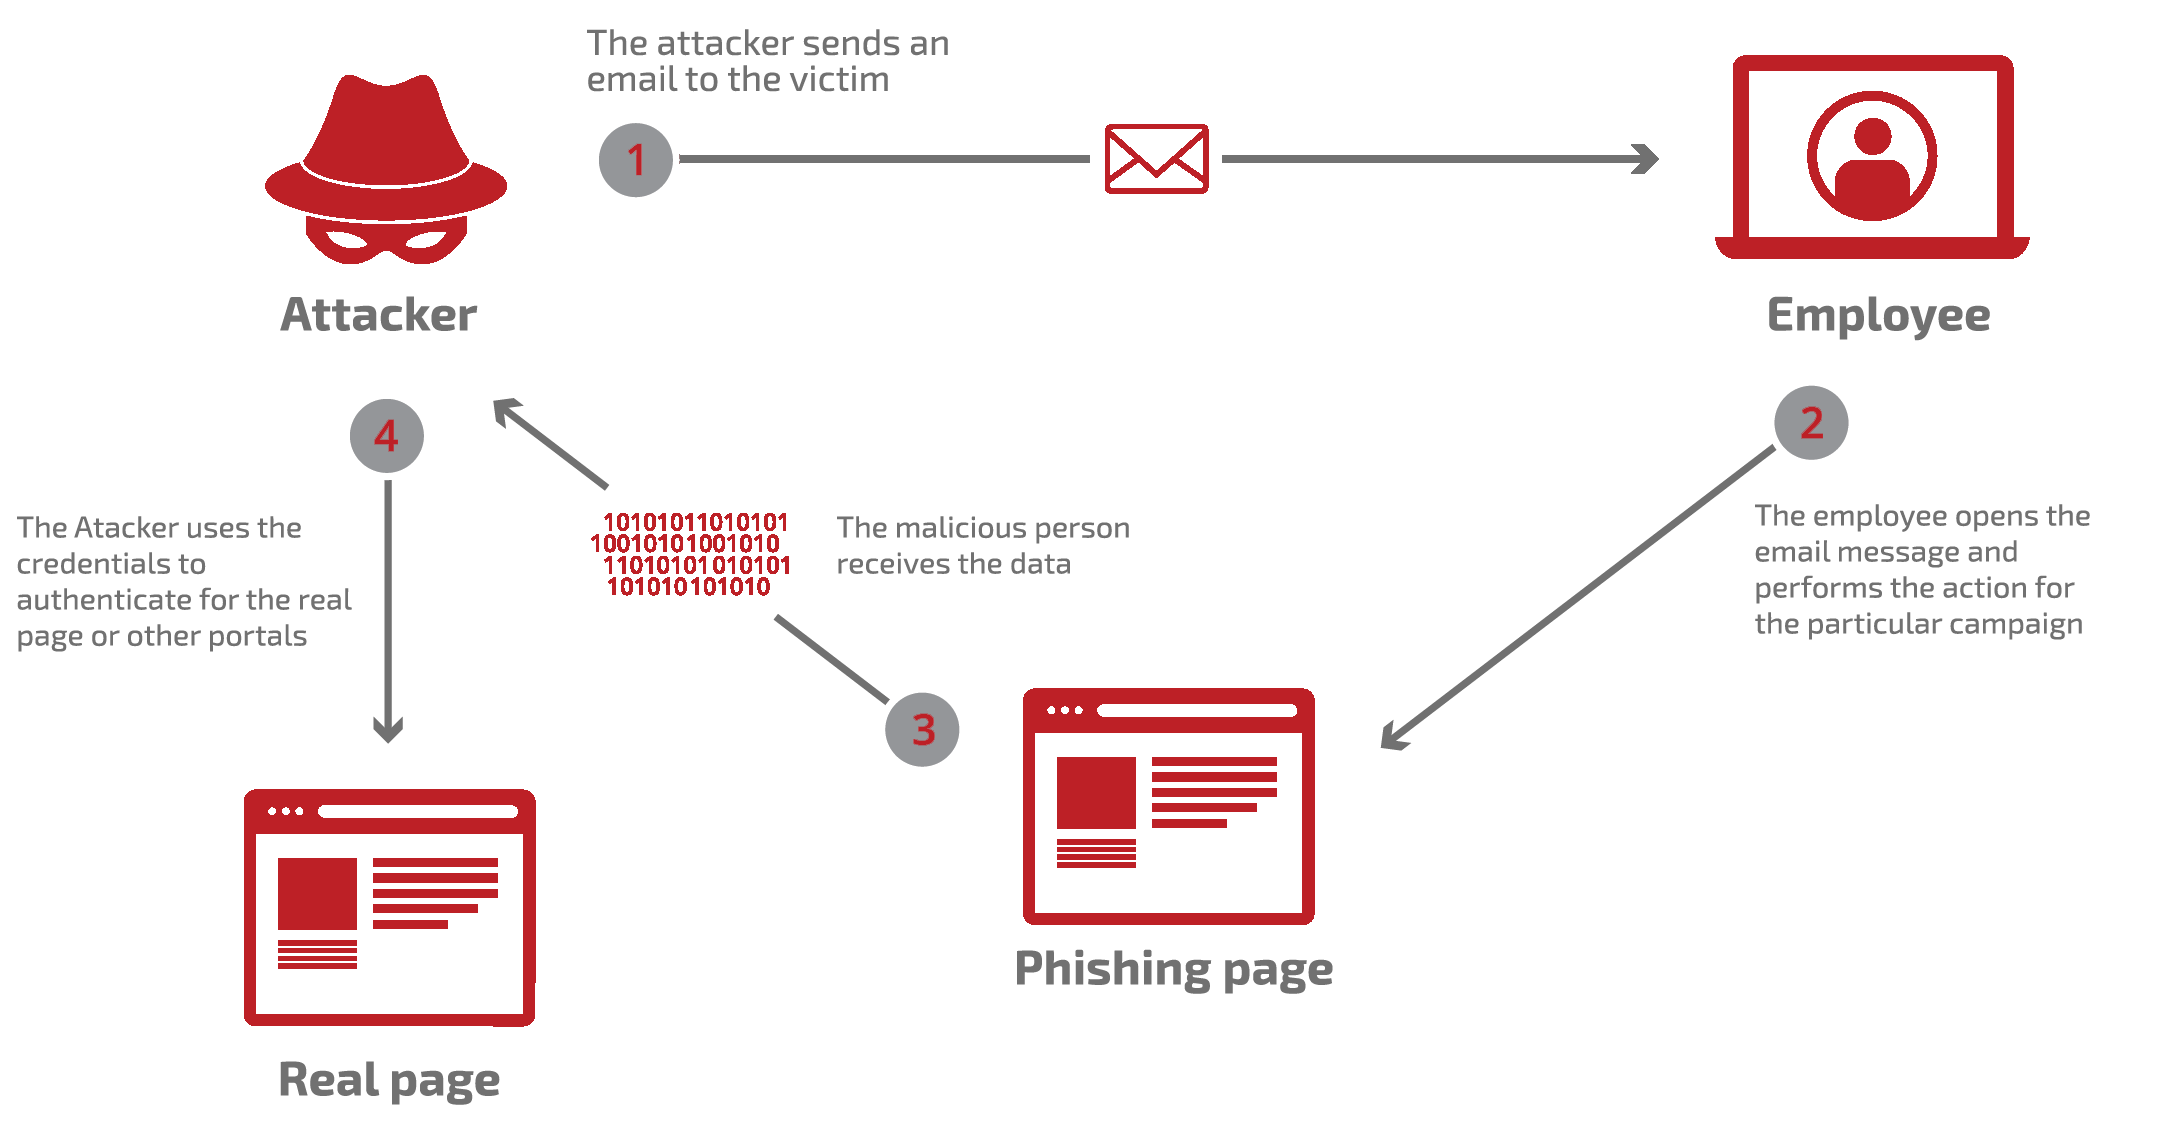 The attacker sends an
email to the victim
1
Attacker
Employee
2
The employee opens the
email message and
performs the action for
the particular campaign
4
The Atacker uses the
credentials to
authenticate for the real
page or other portals
10101011010101
10010101001010
11010101010101
101010101010
The malicious person
receives the data
3
Phishing page
Real page